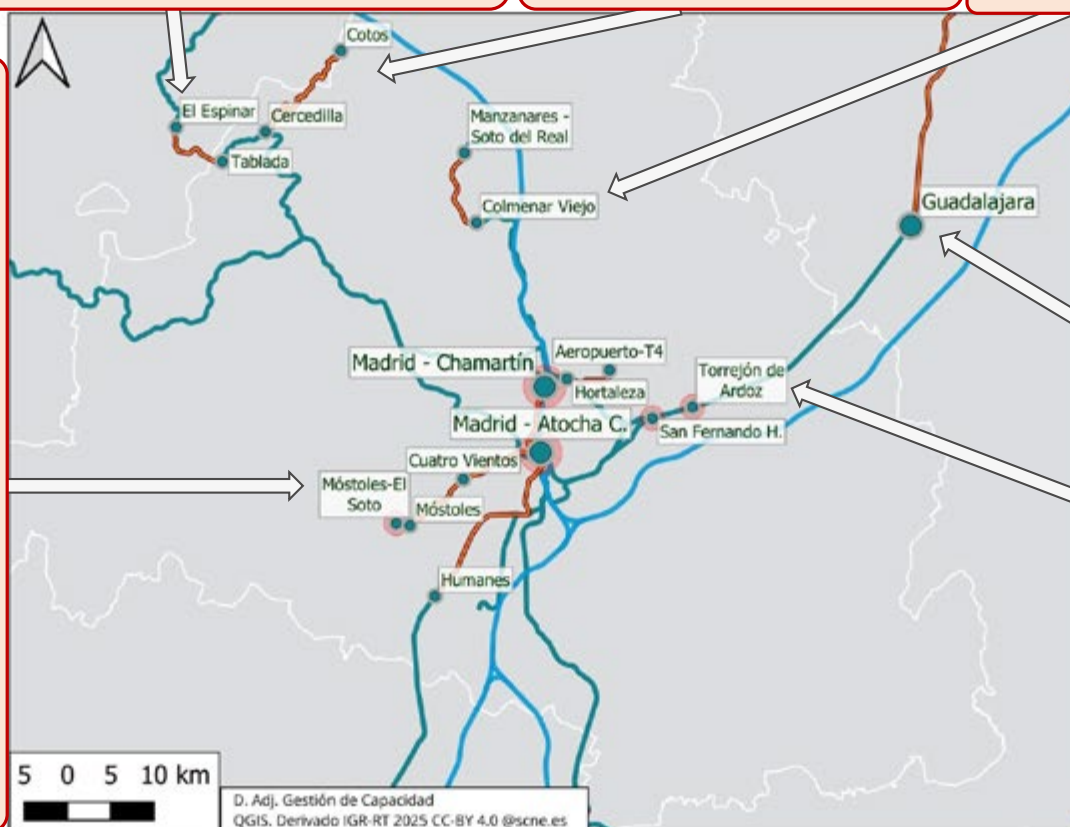 Cotos
El Espinar
Cercedilla
Manzanares -
Soto del Real
Tablada
Guadalajara
Colmenar Viejo
Aeropuerto-T4
Madrid - Chamartín
Torrejón de
Ardoz
Hortaleza
Madrid - Atocha C.
San Fernando H.
Cuatro Vientos
Móstoles-El
Soto
Móstoles
Humanes
5 0 5 10 km
D. Adj. Gestión de Capacidad
QGIS. Derivado IGR-RT 2025 CC-BY 4.0 @scne.es